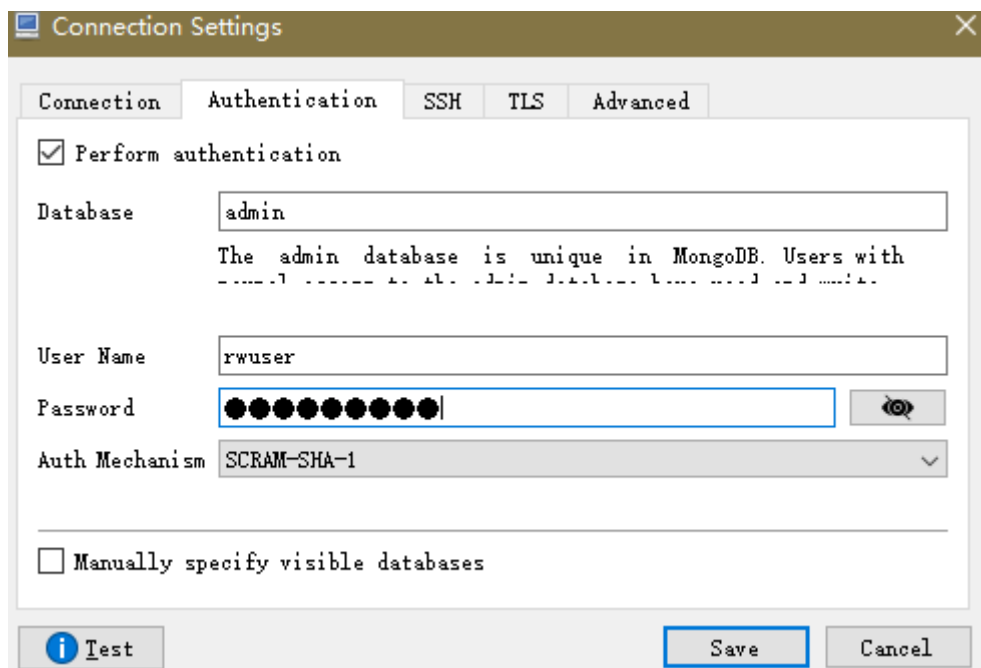 Connection Settings
Connection Authentication SSH TLS Advanced
Perform authentication
Database admin
The admin database is unique in MongoDB. Users with
User Name rwuser
Password
Auth Mechanism SCRAM-SHA-1
Manually specify visible databases
Test Save Cancel